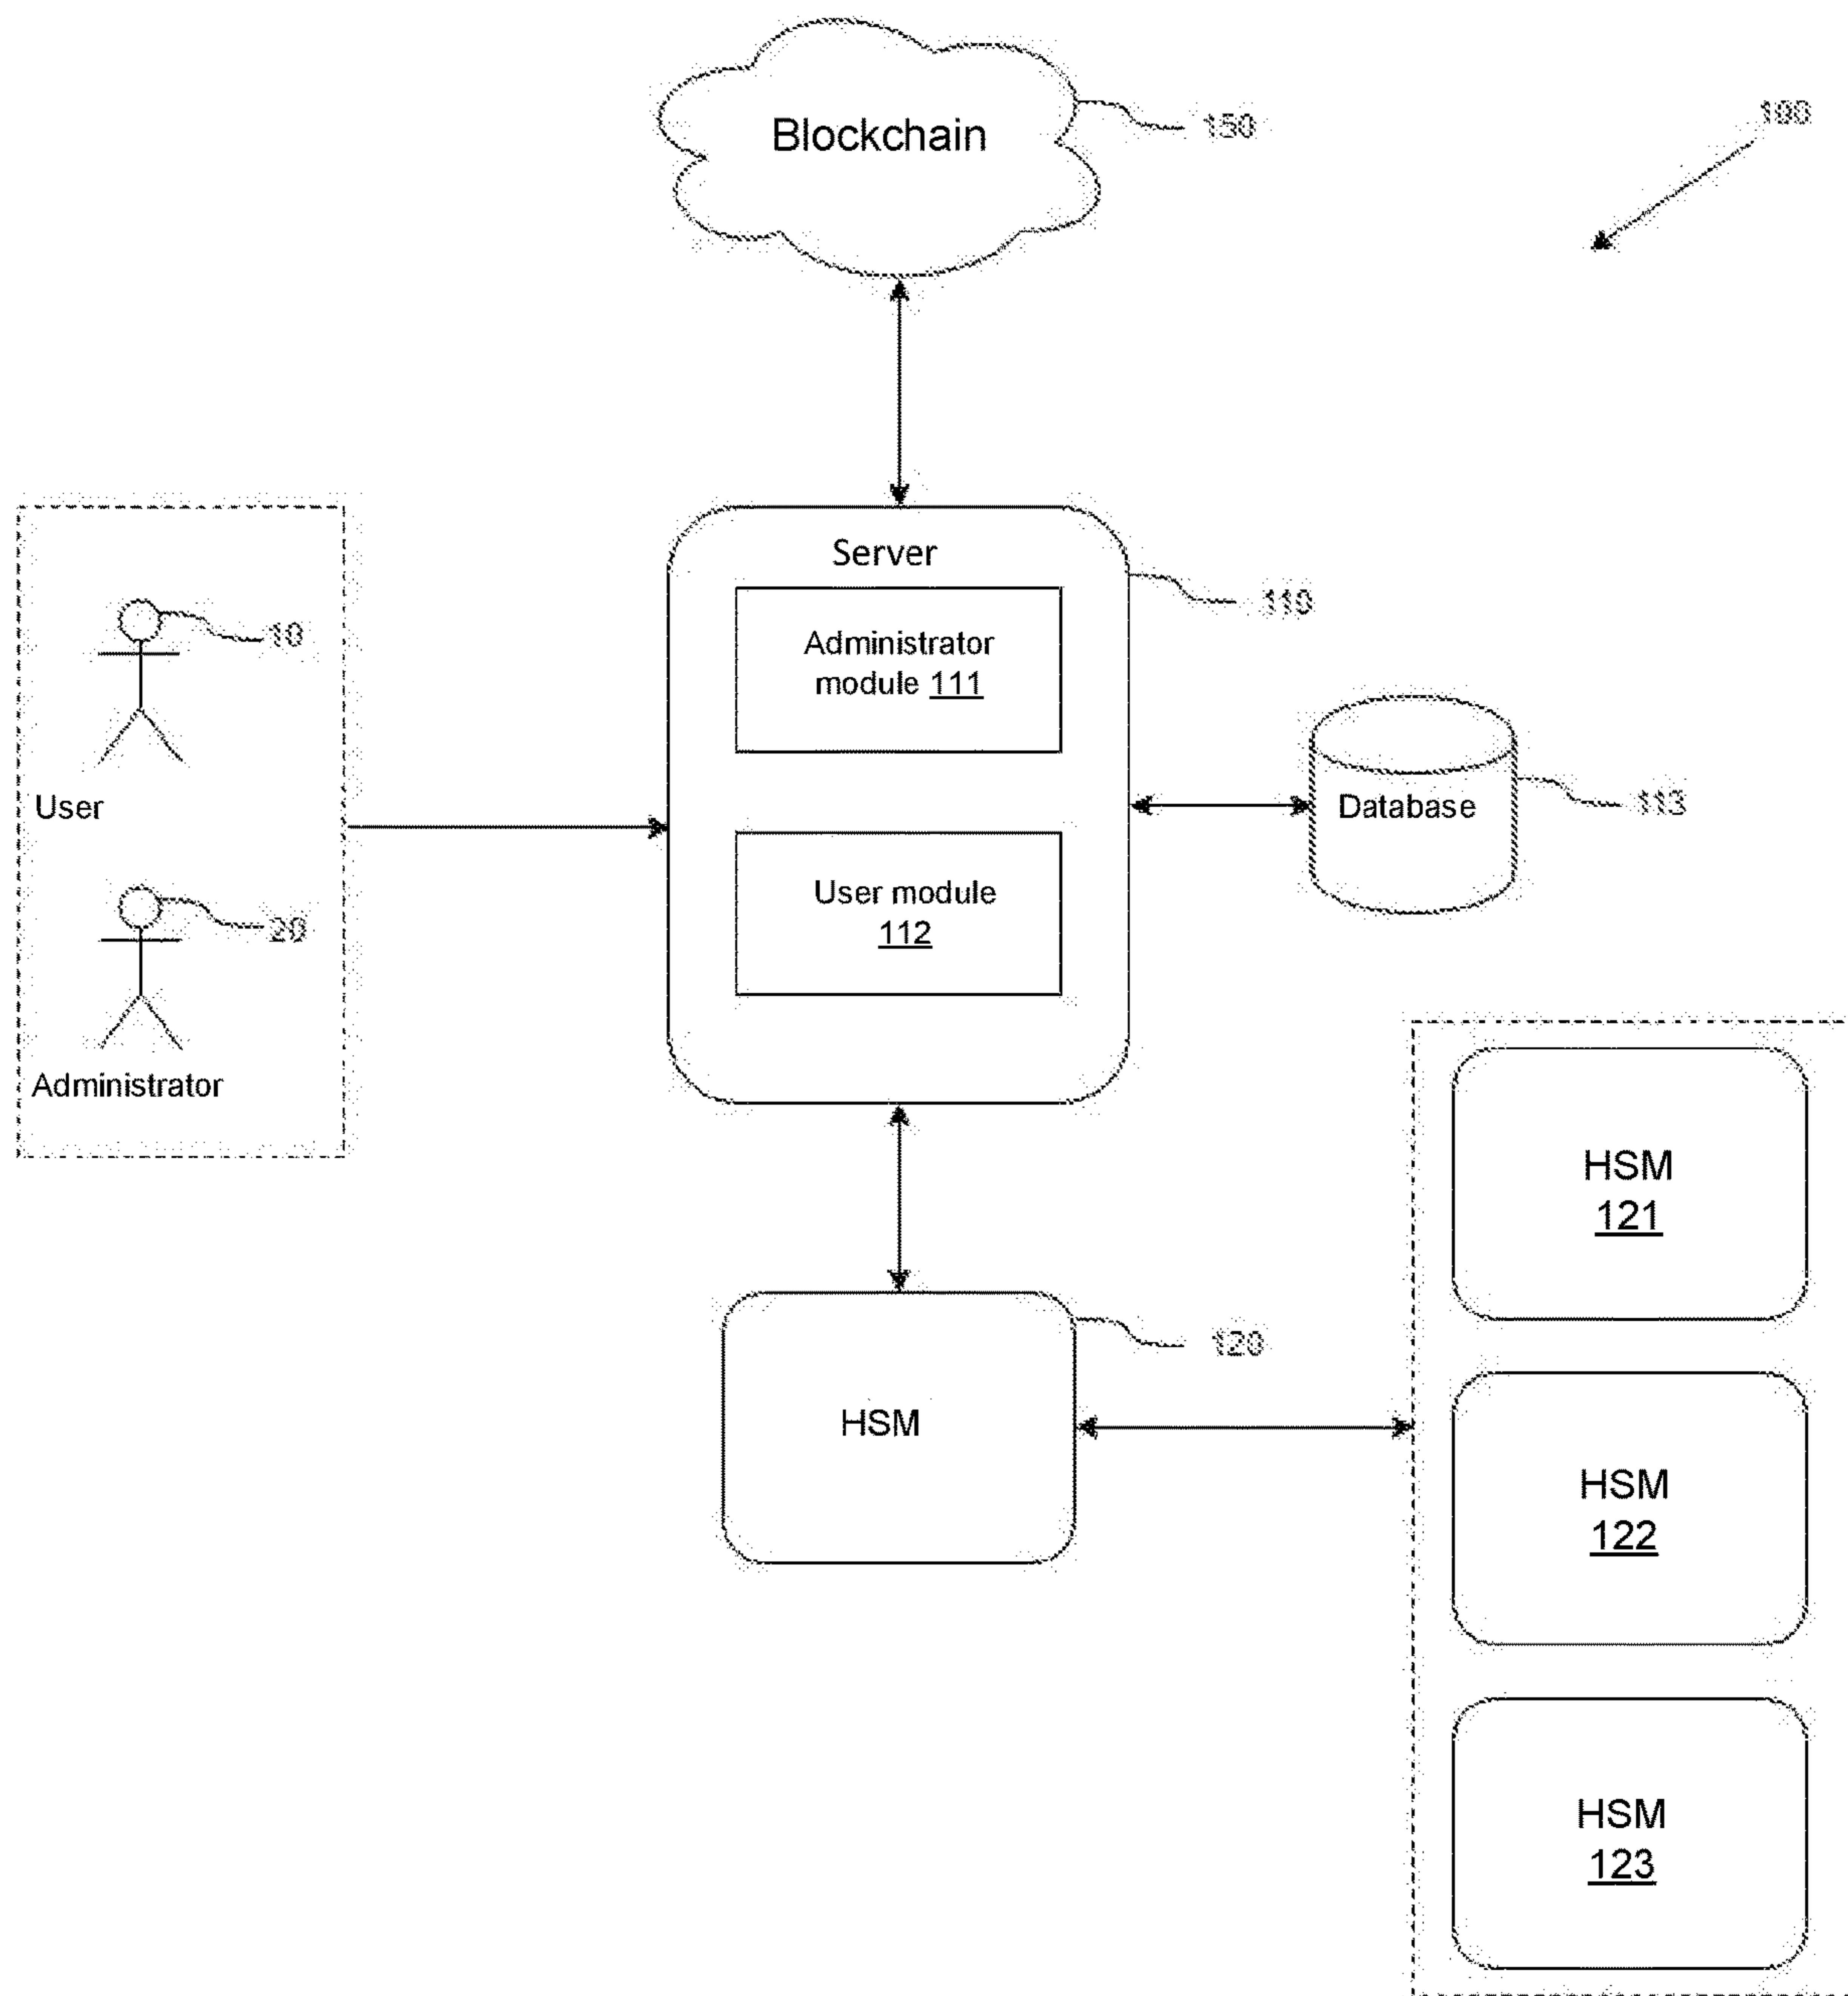 Blockchain
150
100
Server
110
Administrator
module 111
10
User
Database
113
User module
112
20
Administrator
HSM
121
120
HSM
HSM
122
HSM
123